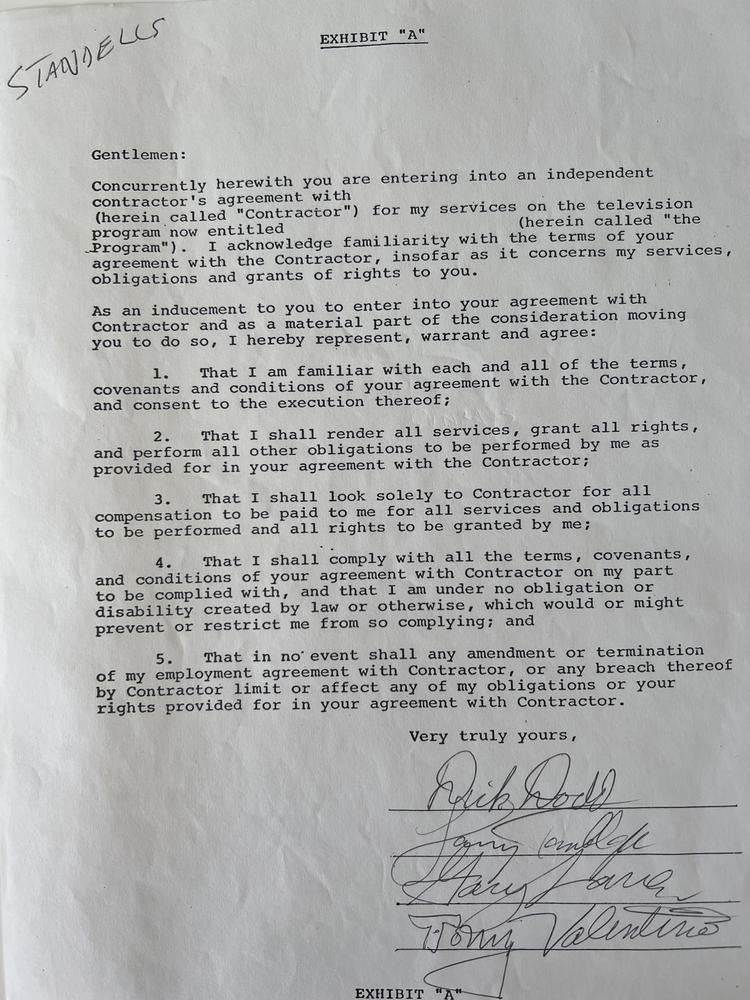 STANDELLS
EXHIBIT "A"
Gentlemen:
Concurrently herewith you are entering into an independent
contractor's agreement with
(herein called "Contractor") for my services on the television
program now entitled (herein called "the
Program"). I acknowledge familiarity with the terms of your
agreement with the Contractor, insofar as it concerns my services,
obligations and grants of rights to you.
As an inducement to you to enter into your agreement with
Contractor and as a material part of the consideration moving
you to do so, I hereby represent, warrant and agree:
1. That I am familiar with each and all of the terms,
covenants and conditions of your agreement with the Contractor,
and consent to the execution thereof;
2. That I shall render all services, grant all rights,
and perform all other obligations to be performed by me as
provided for in your agreement with the Contractor;
3. That I shall look solely to Contractor for all
compensation to be paid to me for all services and obligations
to be performed and all rights to be granted by me;
4. That I shall comply with all the terms, covenants,
and conditions of your agreement with Contractor on my part
to be complied with, and that I am under no obligation or
disability created by law or otherwise, which would or might
prevent or restrict me from so complying; and
5. That in no event shall any amendment or termination
of my employment agreement with Contractor, or any breach thereof
by Contractor limit or affect any of my obligations or your
rights provided for in your agreement with Contractor.
Very truly yours,
Dick Dodd
Larry Tamblyn
Gary Lane
Tony Valentino
EXHIBIT "A"